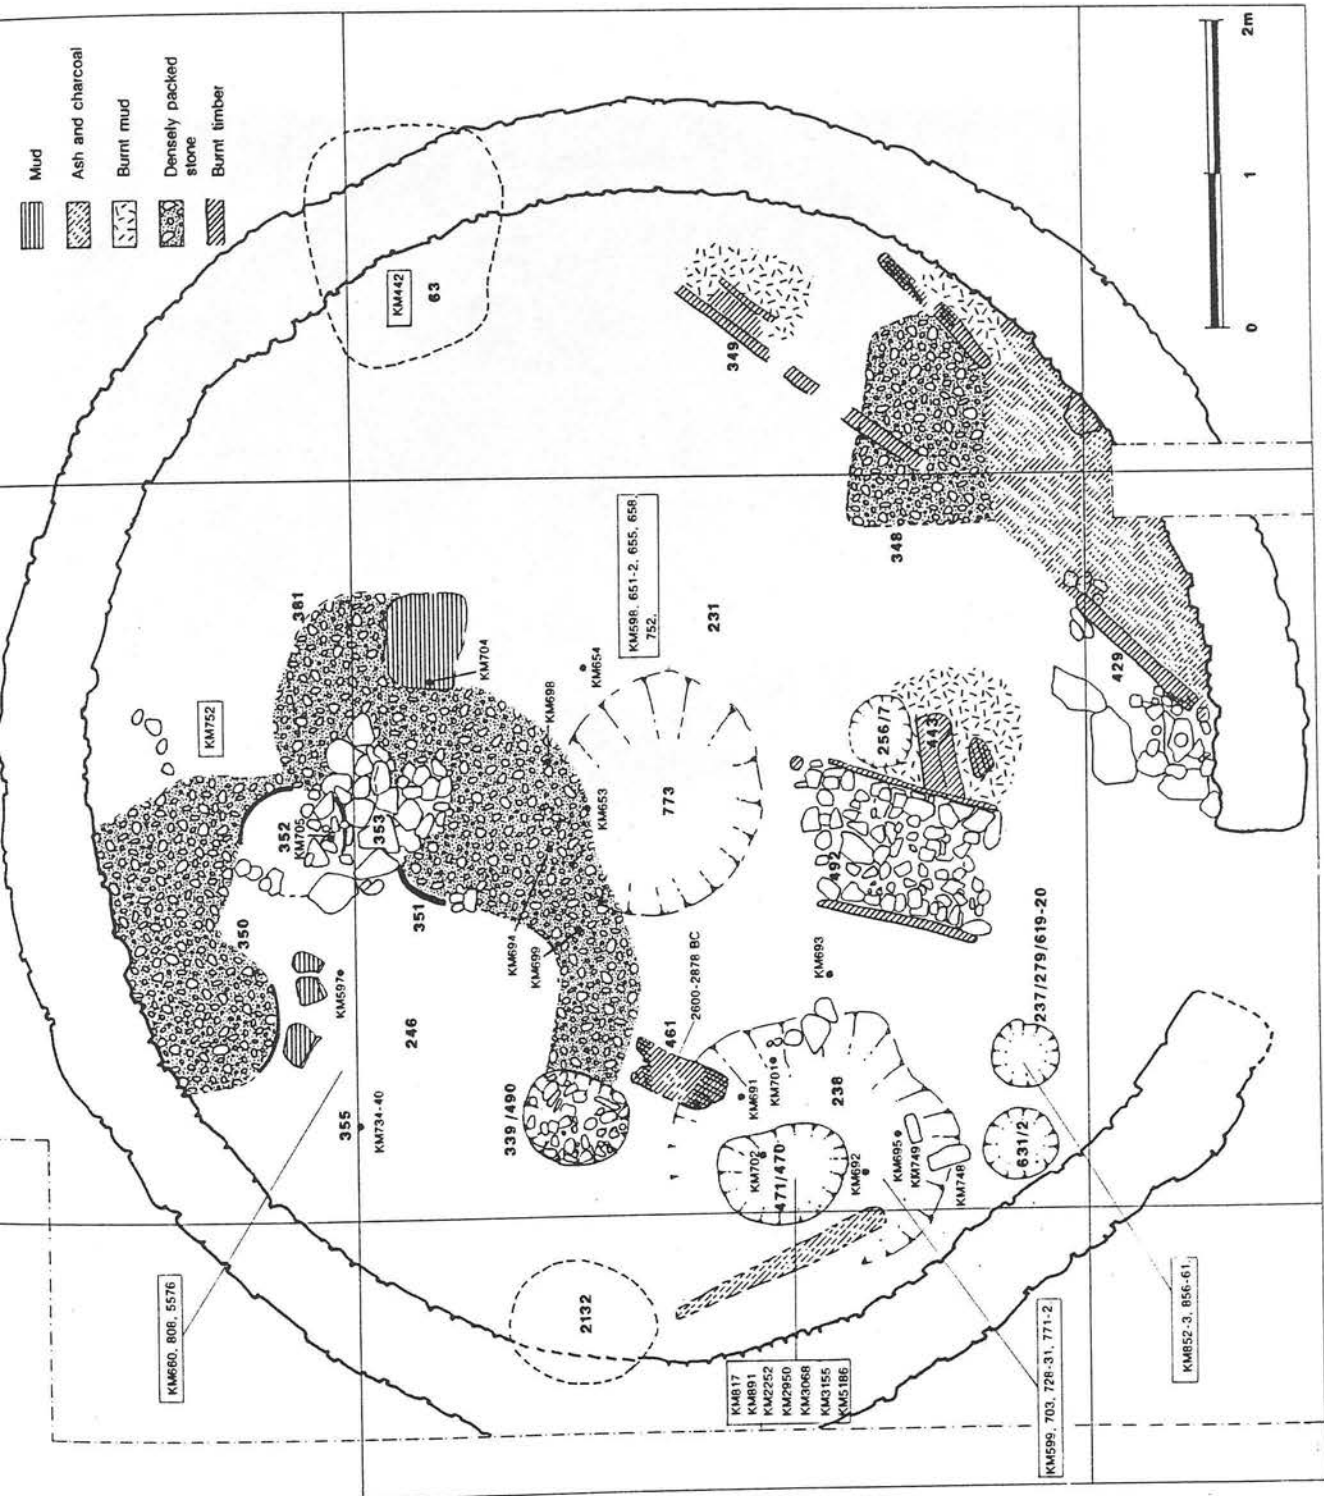 Mud
Ash and charcoal
Burnt mud
Densely packed
stone
Burnt timber
2m
1
0
KM442
63
349
348
KM598, 651-2, 655, 658,
752,
231
381
KM704
KM698
KM654
KM752
352
KM705
353
KM653
773
256/7
443
429
350
351
492
KM694
KM699
KM597
KM693
237/279/619-20
246
461
2600-2878 BC
355
KM734-40
339/490
KM691
KM701
238
KM702
471/470
KM692
KM695
KM749
KM748
631/2
2132
KM660, 808, 5576
KM817
KM891
KM2252
KM2950
KM3068
KM3155
KM5186
KM599, 703, 728-31, 771-2
KM852-3, 856-61,